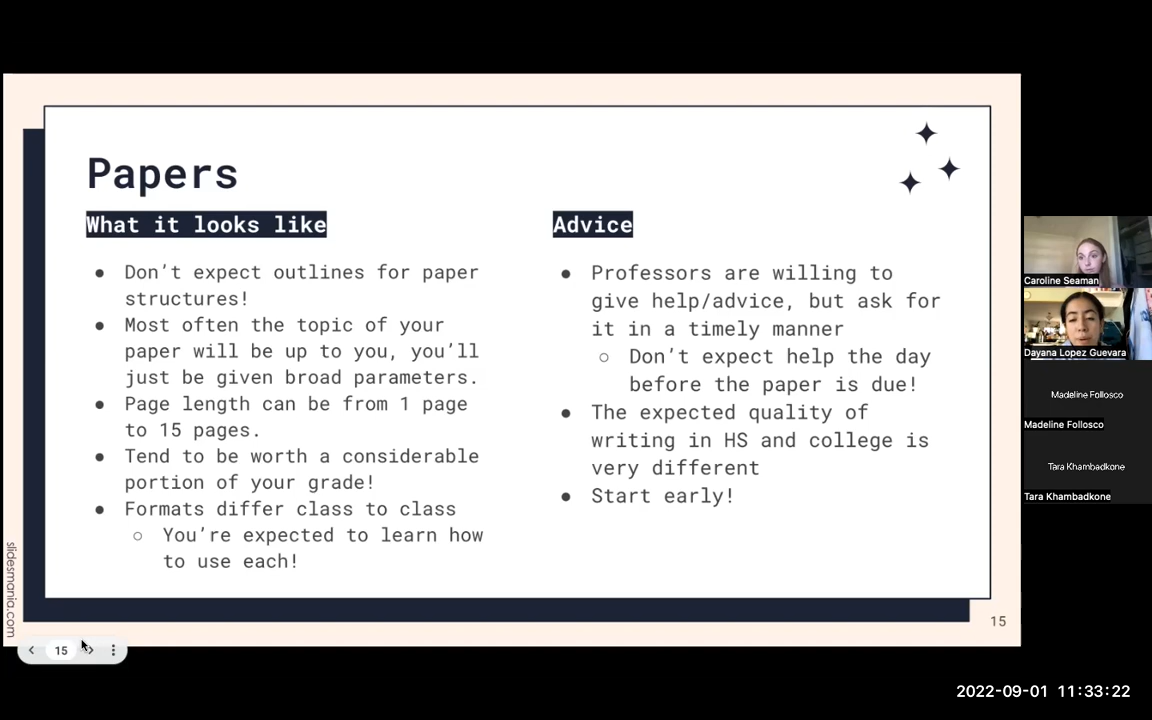 Papers
What it looks like
● Don't expect outlines for paper
structures!
● Most often the topic of your
paper will be up to you, you'll
just be given broad parameters.
● Page length can be from 1 page
to 15 pages.
● Tend to be worth a considerable
portion of your grade!
● Formats differ class to class
○ You're expected to learn how
to use each!
Advice
● Professors are willing to
give help/advice, but ask for
it in a timely manner
○ Don't expect help the day
before the paper is due!
● The expected quality of
writing in HS and college is
very different
● Start early!
slidesmania.com
15
15
Caroline Seaman
Dayana Lopez Guevara
Madeline Follosco
Madeline Follosco
Tara Khambadkone
Tara Khambadkone
2022-09-01 11:33:22